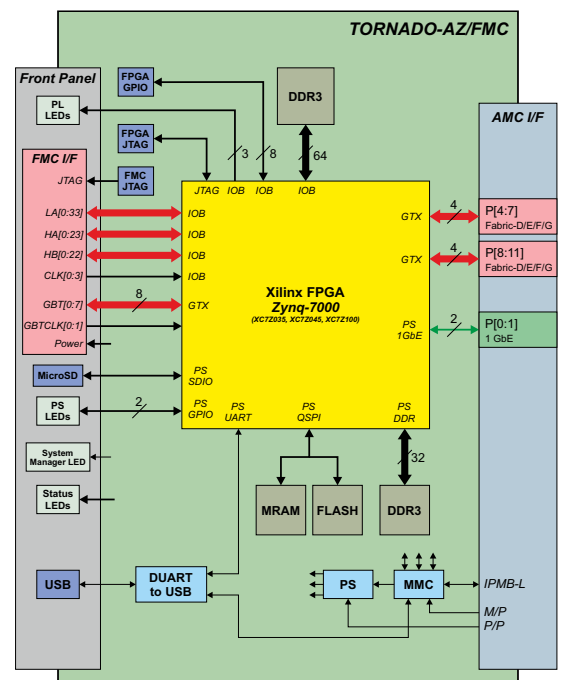 TORNADO-AZ/FMC
Front Panel
AMC I/F
FPGA
GPIO
PL
LEDs
DDR3
FPGA
JTAG
3
8
64
FMC I/F
JTAG
FMC
JTAG
JTAG
IOB
IOB
IOB
LA[0:33]
IOB
GTX
4
P[4:7]
Fabric-D/E/F/G
HA[0:23]
IOB
HB[0:22]
IOB
GTX
4
P[8:11]
Fabric-D/E/F/G
CLK[0:3]
IOB
Xilinx FPGA
Zynq-7000
(XC7Z035, XC7Z045, XC7Z100)
GBT[0:7]
8
GTX
GBTCLK[0:1]
PS
1GbE
2
P[0:1]
1 GbE
Power
MicroSD
PS
SDIO
PS
LEDs
2
PS
GPIO
PS
UART
PS
QSPI
PS
DDR
System
Manager LED
32
Status
LEDs
MRAM
FLASH
DDR3
USB
DUART
to USB
PS
MMC
IPMB-L
M/P
P/P